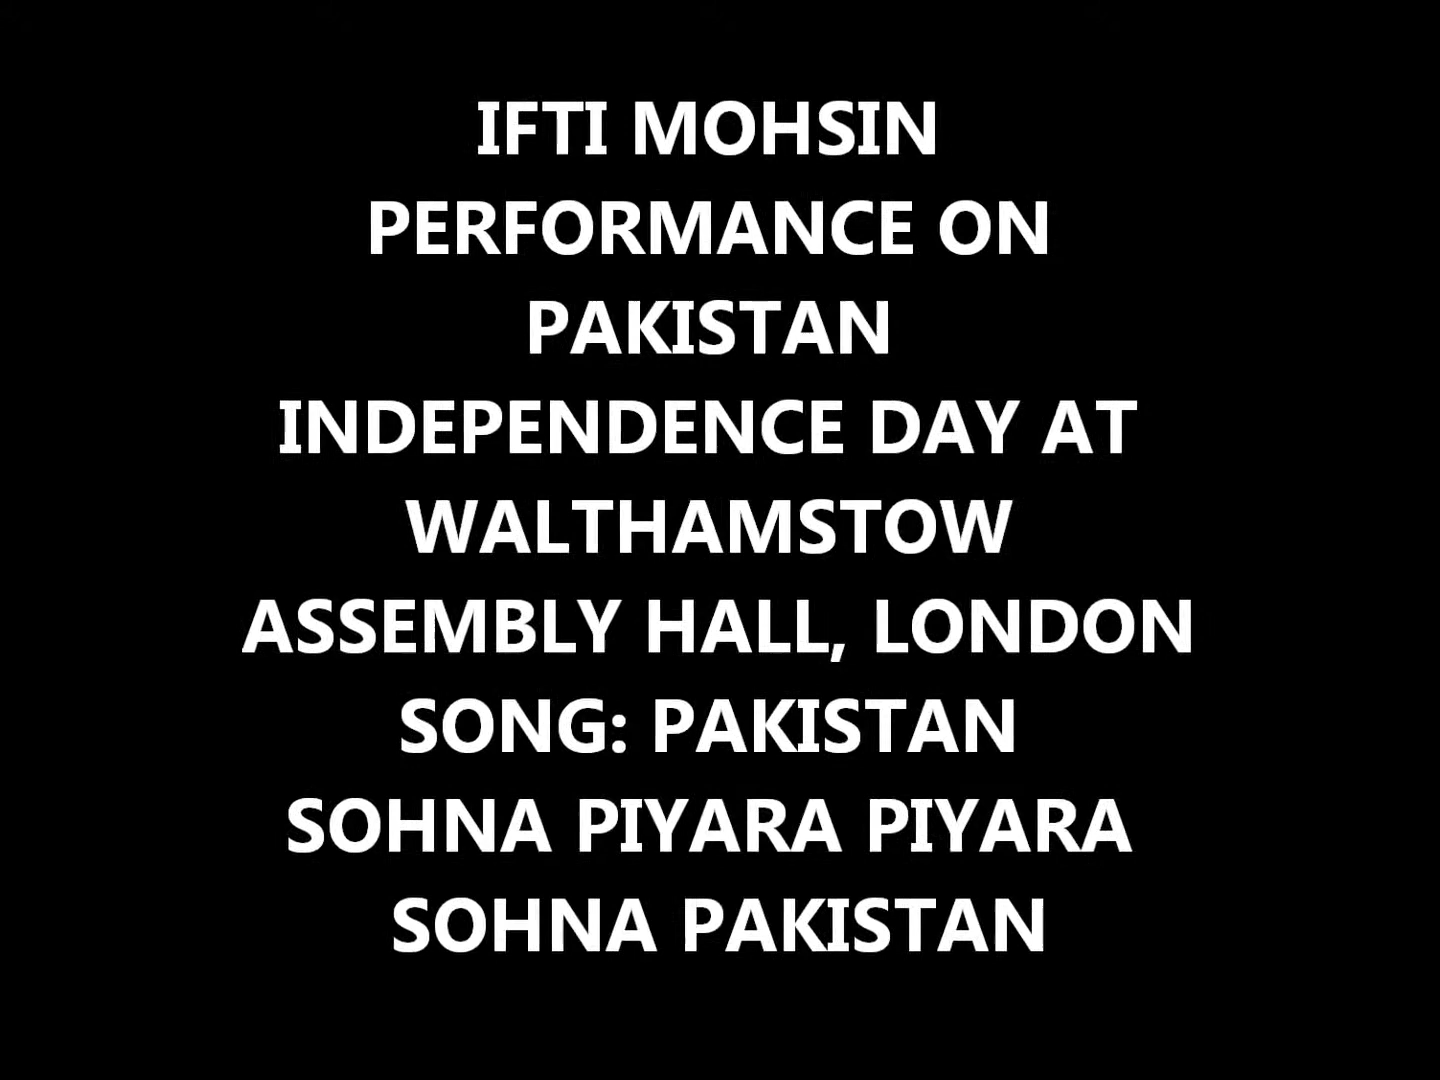 IFTI MOHSIN
PERFORMANCE ON
PAKISTAN
INDEPENDENCE DAY AT
WALTHAMSTOW
ASSEMBLY HALL, LONDON
SONG: PAKISTAN
SOHNA PIYARA PIYARA
SOHNA PAKISTAN